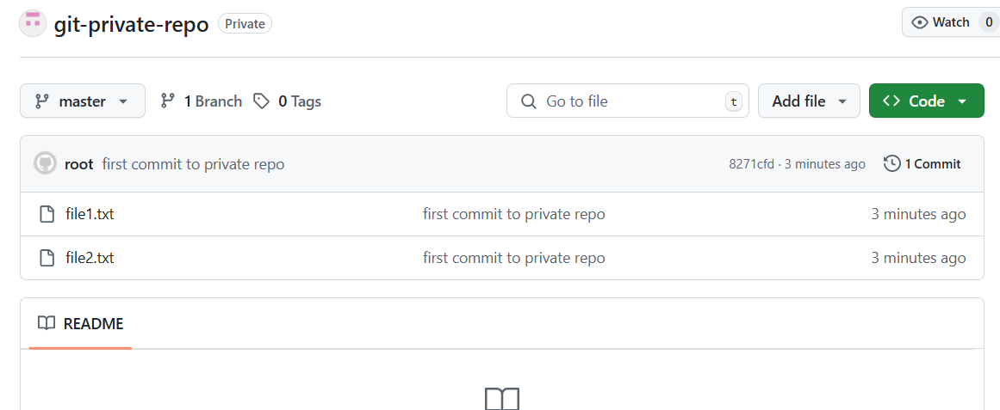 git-private-repo Private Watch 0
master 1 Branch 0 Tags Go to file t Add file Code
root first commit to private repo 8271cfd · 3 minutes ago 1 Commit
file1.txt first commit to private repo 3 minutes ago
file2.txt first commit to private repo 3 minutes ago
README